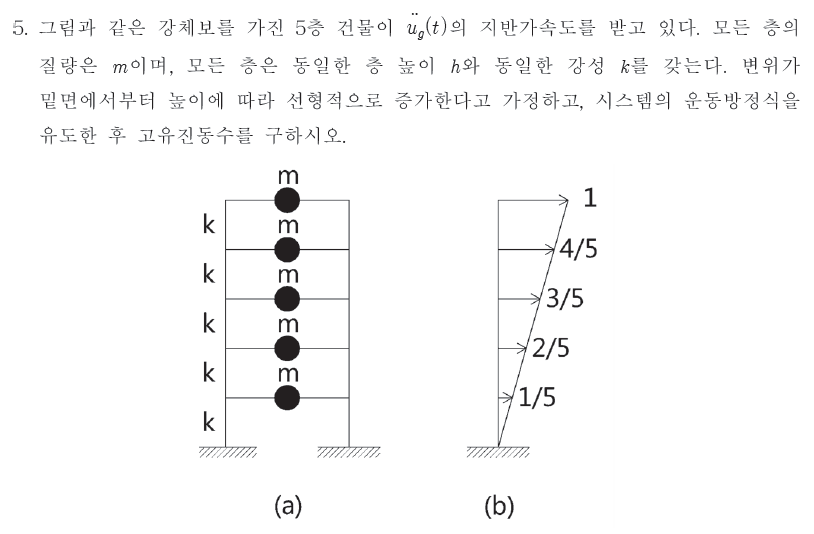 5. 그림과 같은 강체보를 가진 5층 건물이 ü_g(t)의 지반가속도를 받고 있다. 모든 층의
질량은 m이며, 모든 층은 동일한 층 높이 h와 동일한 강성 k를 갖는다. 변위가
밑면에서부터 높이에 따라 선형적으로 증가한다고 가정하고, 시스템의 운동방정식을
유도한 후 고유진동수를 구하시오.
m
1
k
m
4/5
k
m
3/5
k
m
2/5
k
m
1/5
k
(a)
(b)